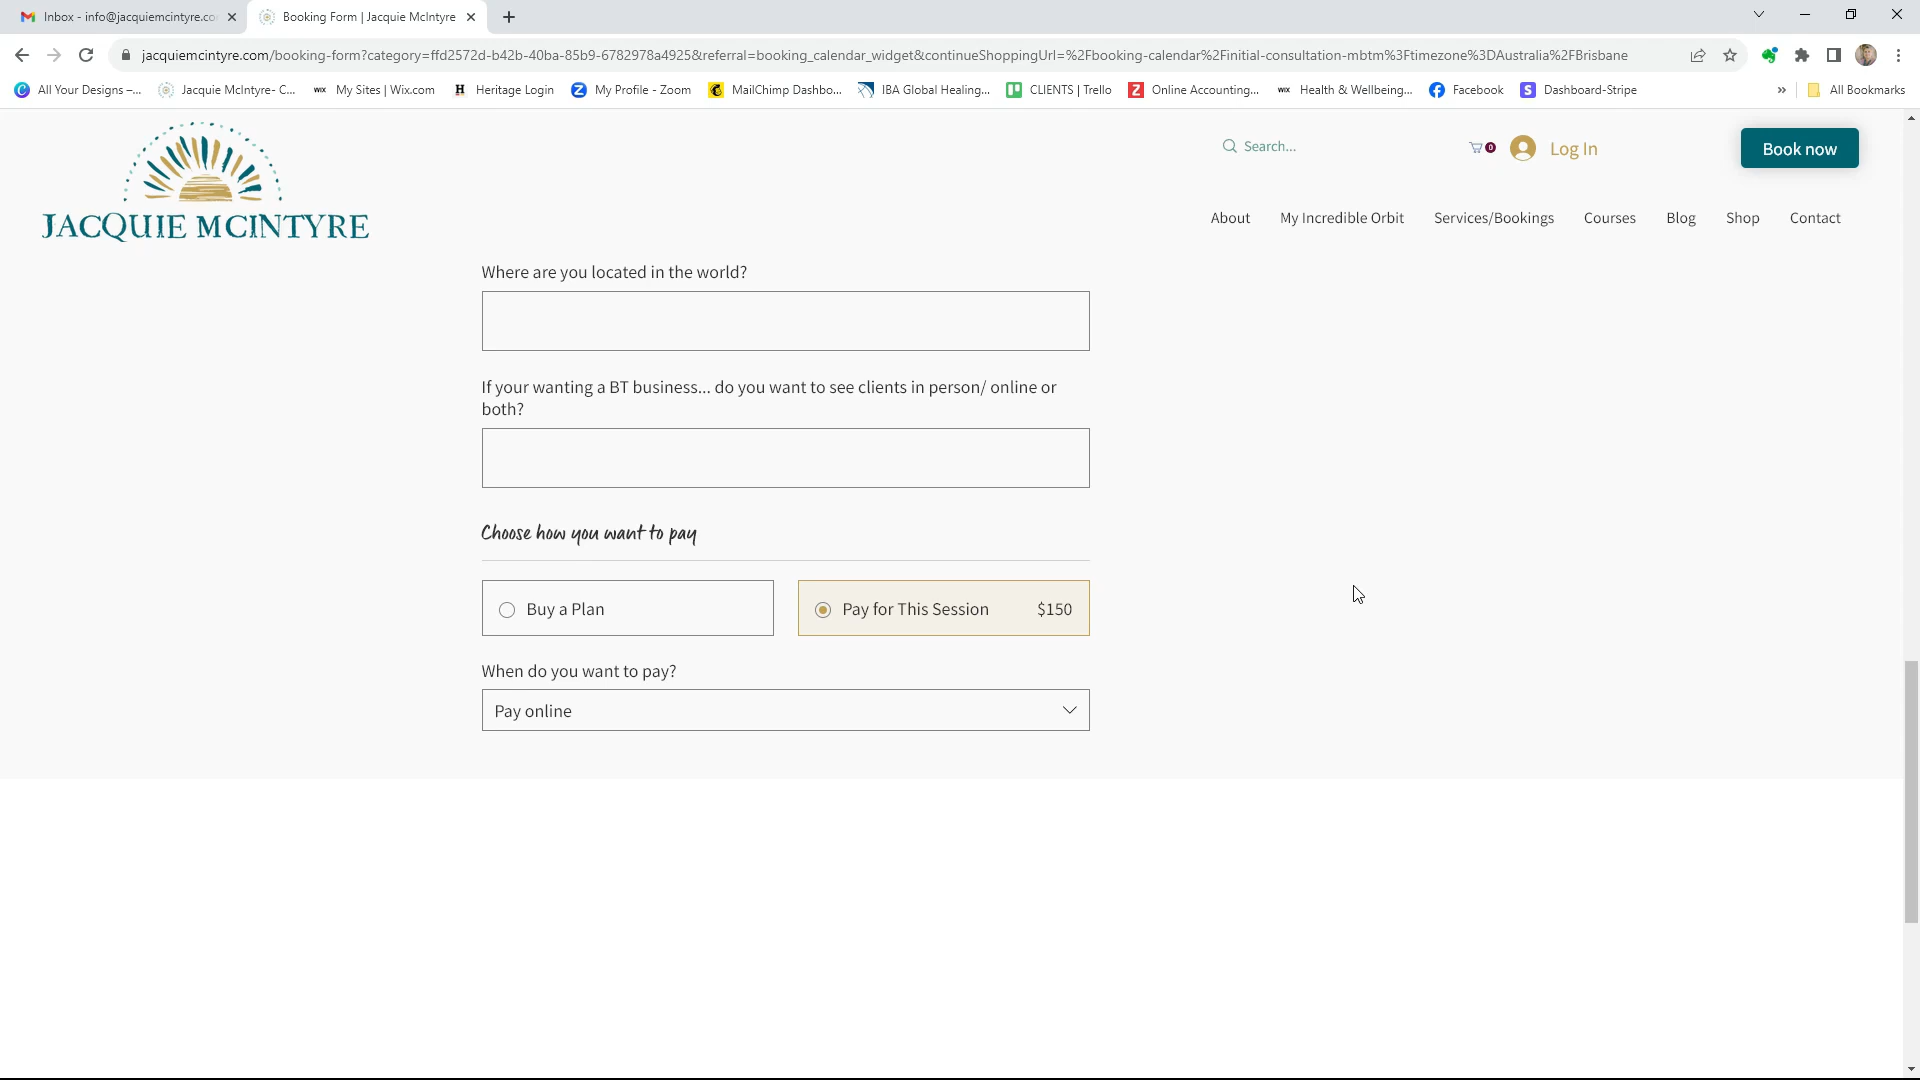 Inbox - info@jacquiemcintyre.co
Booking Form | Jacquie McIntyre
jacquiemcintyre.com/booking-form?category=ffd2572d-b42b-40ba-85b9-6782978a4925&referral=booking_calendar_widget&continueShoppingUrl=%2Fbooking-calendar%2Finitial-consultation-mbtm%3Ftimezone%3DAustralia%2FBrisbane
All Your Designs –... Jacquie McIntyre- C... WIX My Sites | Wix.com H Heritage Login Z My Profile - Zoom MailChimp Dashbo... IBA Global Healing... CLIENTS | Trello Z Online Accounting... WIX Health & Wellbeing... Facebook S Dashboard-Stripe » All Bookmarks
JACQUIE MCINTYRE
Search...
0
Log In
Book now
About My Incredible Orbit Services/Bookings Courses Blog Shop Contact
Where are you located in the world?
If your wanting a BT business... do you want to see clients in person/ online or
both?
Choose how you want to pay
Buy a Plan
Pay for This Session $150
When do you want to pay?
Pay online